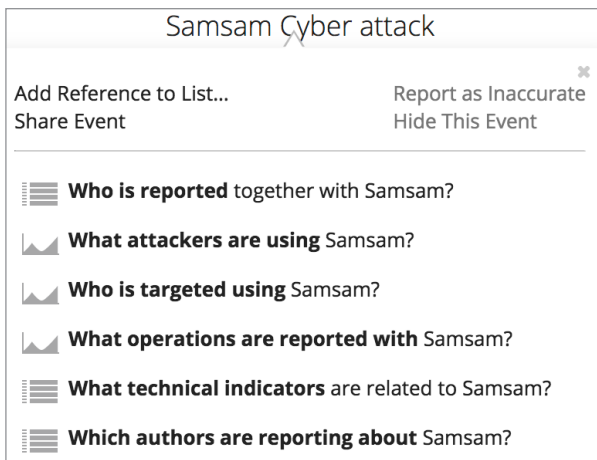 Samsam Cyber attack
Add Reference to List...
Report as Inaccurate
Share Event
Hide This Event
Who is reported together with Samsam?
What attackers are using Samsam?
Who is targeted using Samsam?
What operations are reported with Samsam?
What technical indicators are related to Samsam?
Which authors are reporting about Samsam?